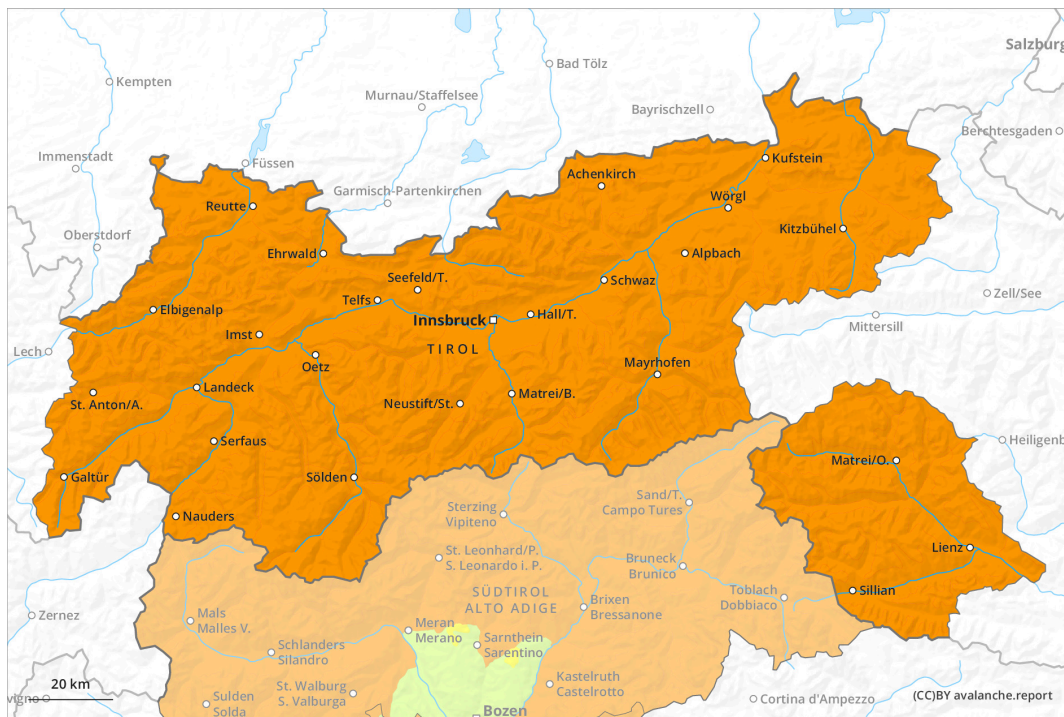 Salzburg
Kempten
Bad Tölz
Murnau/Staffelsee
Bayrischzell
Berchtesgaden
Immenstadt
Füssen
Kufstein
Achenkirch
Garmisch-Partenkirchen
Reutte
Wörgl
Oberstdorf
Kitzbühel
Ehrwald
Alpbach
Seefeld/T.
Schwaz
Telfs
Zell/See
Elbigenalp
Innsbruck
Hall/T.
Mittersill
Imst
TIROL
Lech
Oetz
Mayrhofen
Landeck
St. Anton/A.
Neustift/St.
Matrei/B.
Serfaus
Heiligenb
Matrei/O.
Galtür
Sölden
Sand/T.
Campo Tures
Nauders
Sterzing
Vipiteno
Lienz
St. Leonhard/P.
S. Leonardo i. P.
Bruneck
Brunico
Sillian
SÜDTIROL
ALTO ADIGE
Toblach
Dobbiaco
Brixen
Bressanone
Zernez
Mals
Malles V.
Meran
Merano
Sarnthein
Sarentino
Schlanders
Silandro
Kastelruth
Castelrotto
20 km
St. Walburg
S. Valburga
vigno
Sulden
Solda
Cortina d'Ampezzo
(CC)BY avalanche.report
Bozen